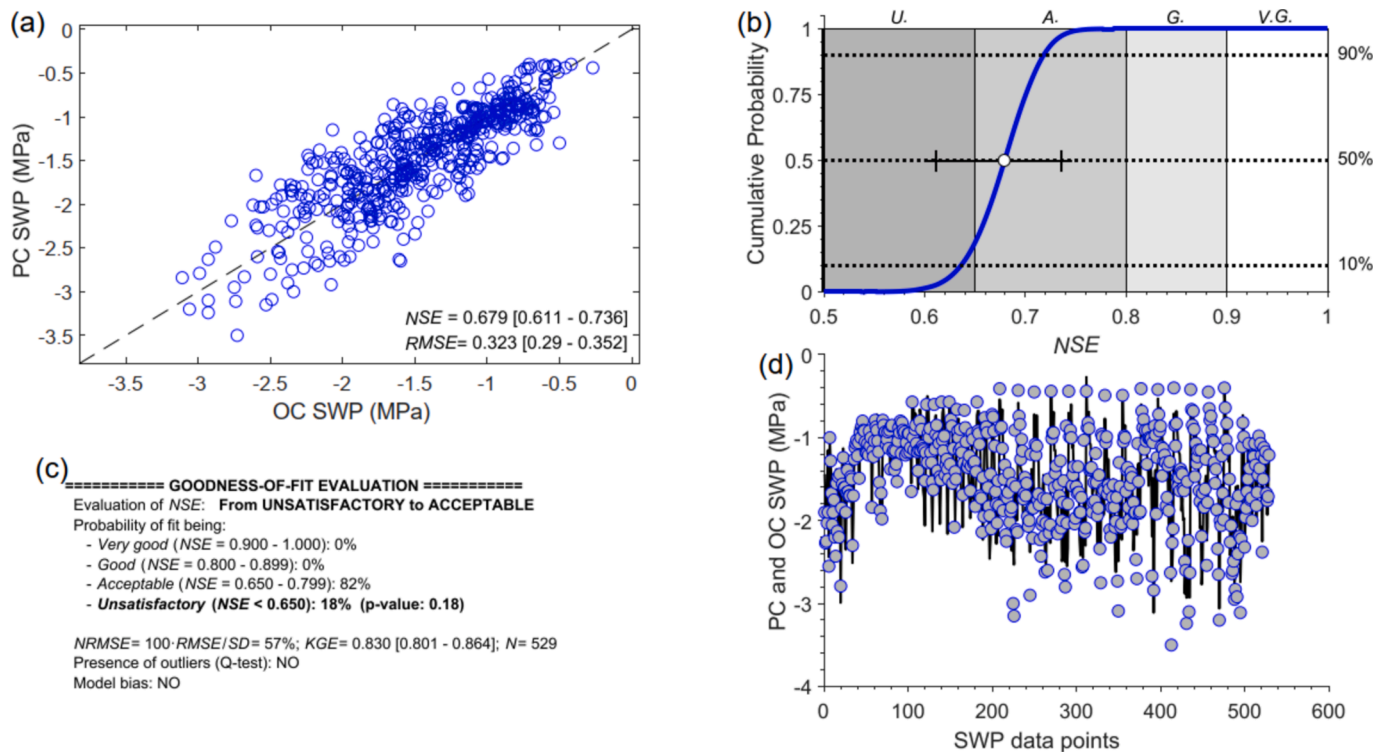 (a)
0
-0.5
-1
-1.5
-2
-2.5
-3
-3.5
PC SWP (MPa)
NSE = 0.679 [0.611 - 0.736]
RMSE= 0.323 [0.29 - 0.352]
-3.5 -3 -2.5 -2 -1.5 -1 -0.5 0
OC SWP (MPa)
(b)
U. A. G. V.G.
1
0.75
0.5
0.25
0
Cumulative Probability
90%
50%
10%
0.5 0.6 0.7 0.8 0.9 1
NSE
(c)
=========== GOODNESS-OF-FIT EVALUATION ===========
Evaluation of NSE: From UNSATISFACTORY to ACCEPTABLE
Probability of fit being:
- Very good (NSE = 0.900 - 1.000): 0%
- Good (NSE = 0.800 - 0.899): 0%
- Acceptable (NSE = 0.650 - 0.799): 82%
- Unsatisfactory (NSE < 0.650): 18% (p-value: 0.18)
NRMSE= 100·RMSE/SD= 57%; KGE= 0.830 [0.801 - 0.864]; N= 529
Presence of outliers (Q-test): NO
Model bias: NO
(d)
0
-1
-2
-3
-4
PC and OC SWP (MPa)
0 100 200 300 400 500 600
SWP data points